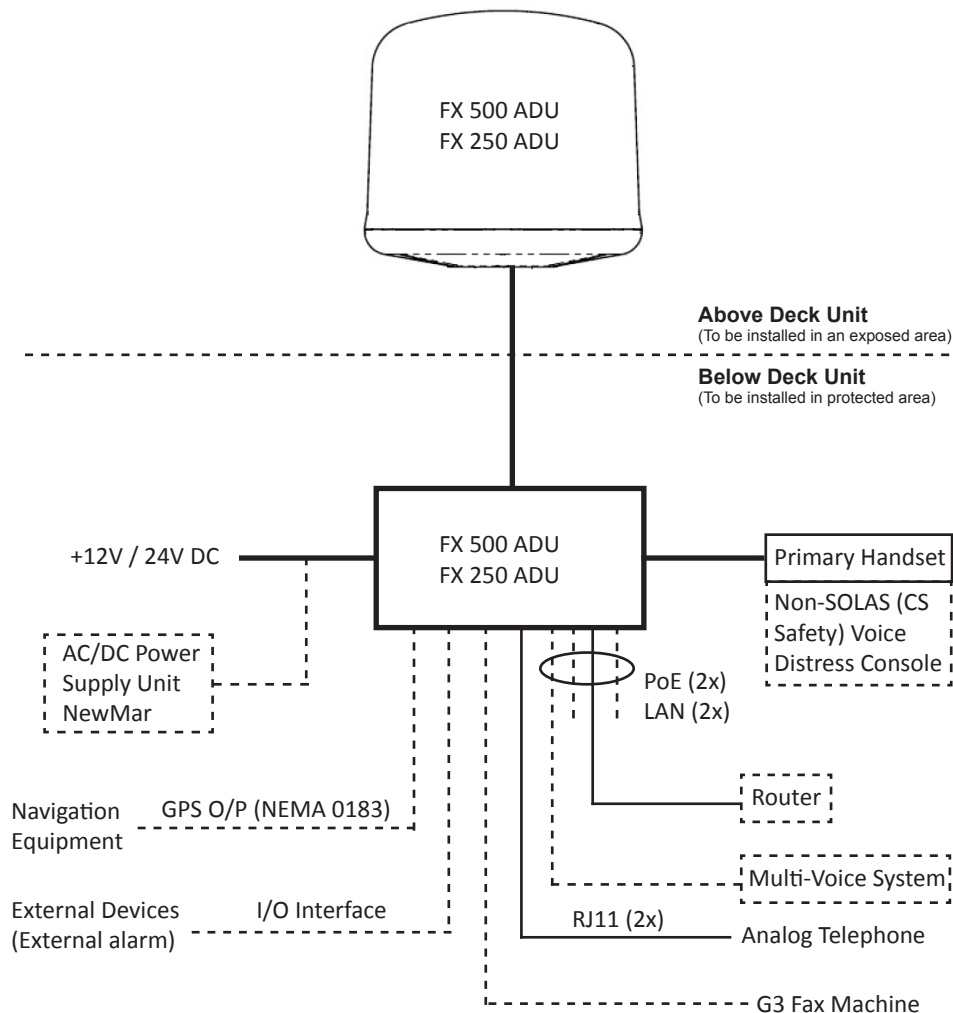 FX 500 ADU
FX 250 ADU
Above Deck Unit
(To be installed in an exposed area)
Below Deck Unit
(To be installed in protected area)
+12V / 24V DC
FX 500 ADU
FX 250 ADU
Primary Handset
Non-SOLAS (CS
Safety) Voice
Distress Console
AC/DC Power
Supply Unit
NewMar
PoE (2x)
LAN (2x)
Router
Navigation
Equipment
GPS O/P (NEMA 0183)
Multi-Voice System
External Devices
(External alarm)
I/O Interface
RJ11 (2x)
Analog Telephone
G3 Fax Machine